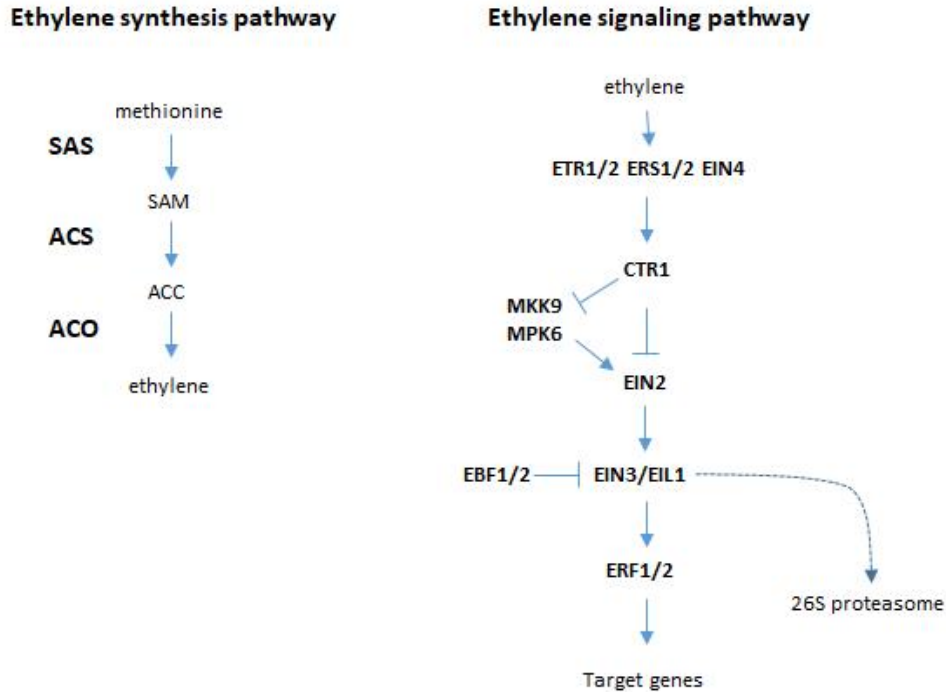 Ethylene synthesis pathway
methionine
SAS
SAM
ACS
ACC
ACO
ethylene
Ethylene signaling pathway
ethylene
ETR1/2 ERS1/2 EIN4
CTR1
MKK9
MPK6
EIN2
EBF1/2
EIN3/EIL1
ERF1/2
26S proteasome
Target genes